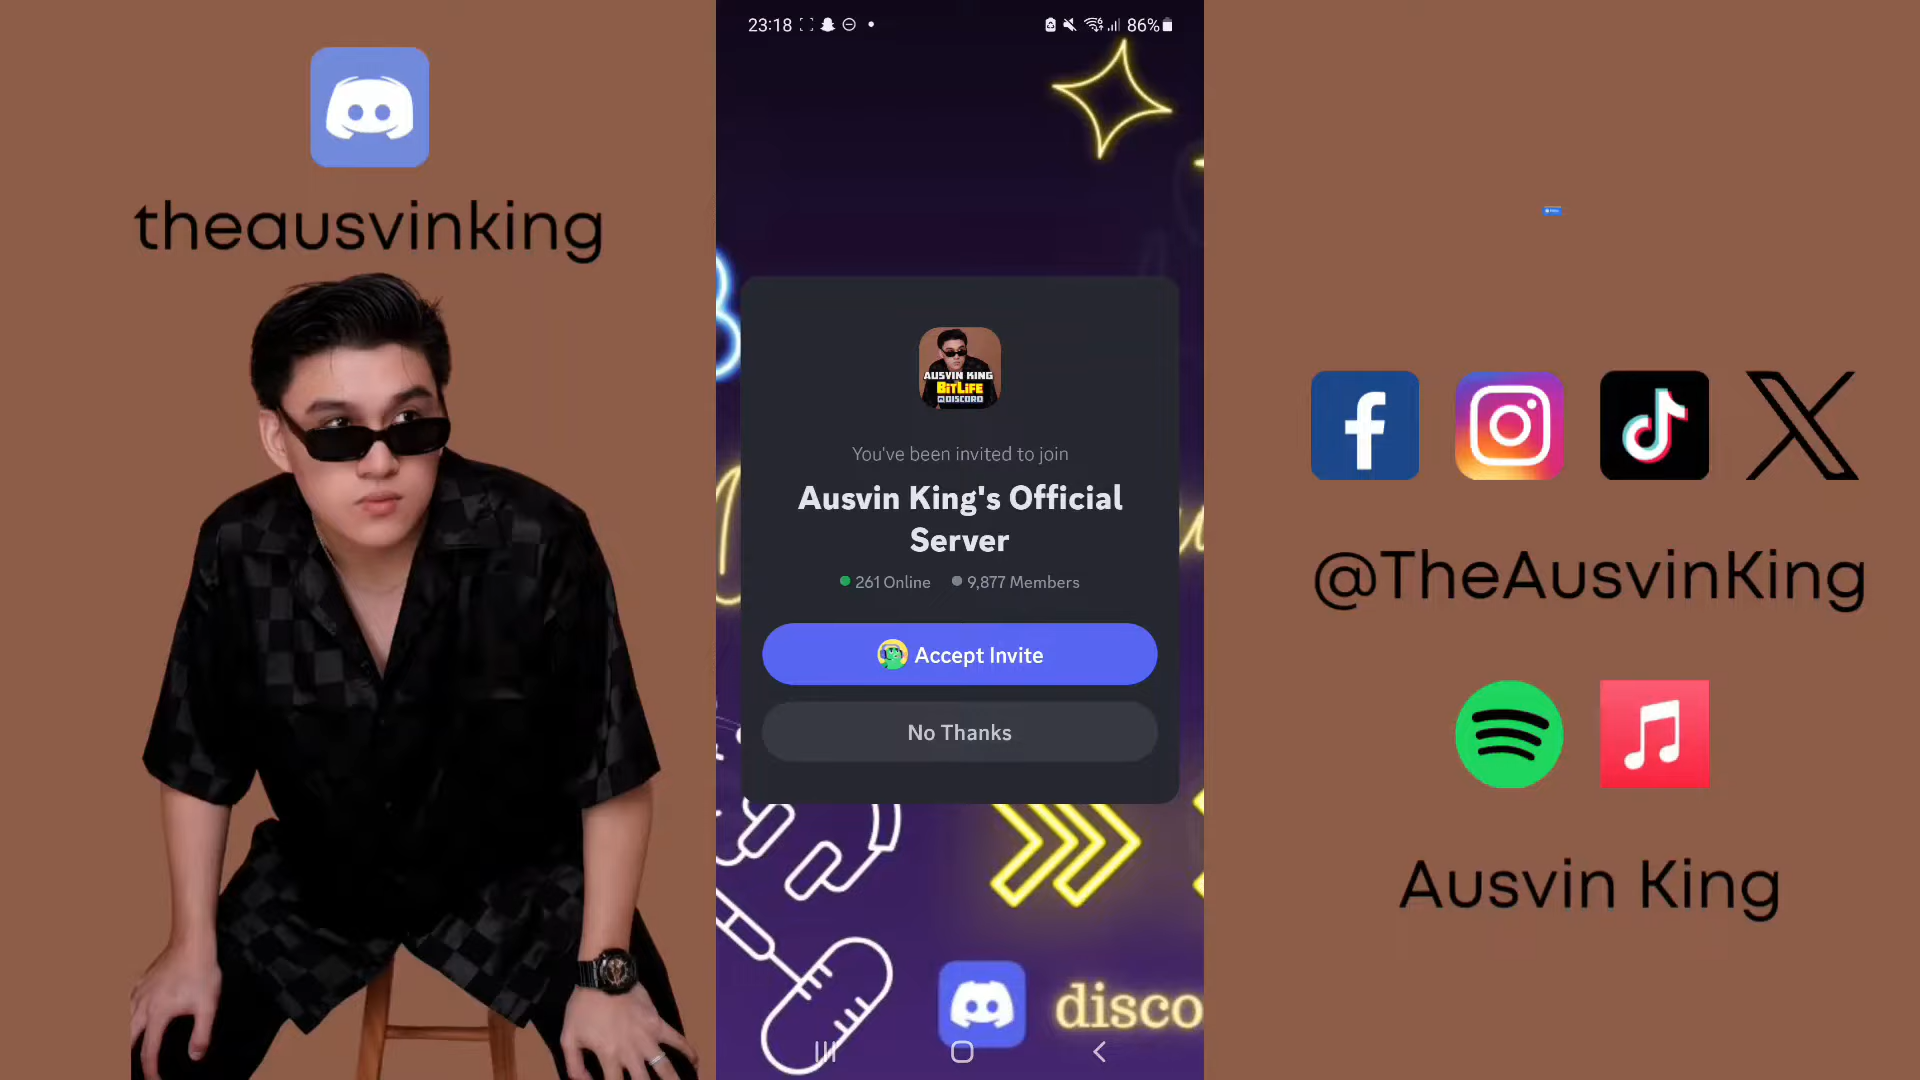 theausvinking
23:18
86%
AUSVIN KING
BITLIFE
DISCORD
You've been invited to join
Ausvin King's Official
Server
261 Online 9,877 Members
Accept Invite
No Thanks
disco
@TheAusvinKing
Ausvin King